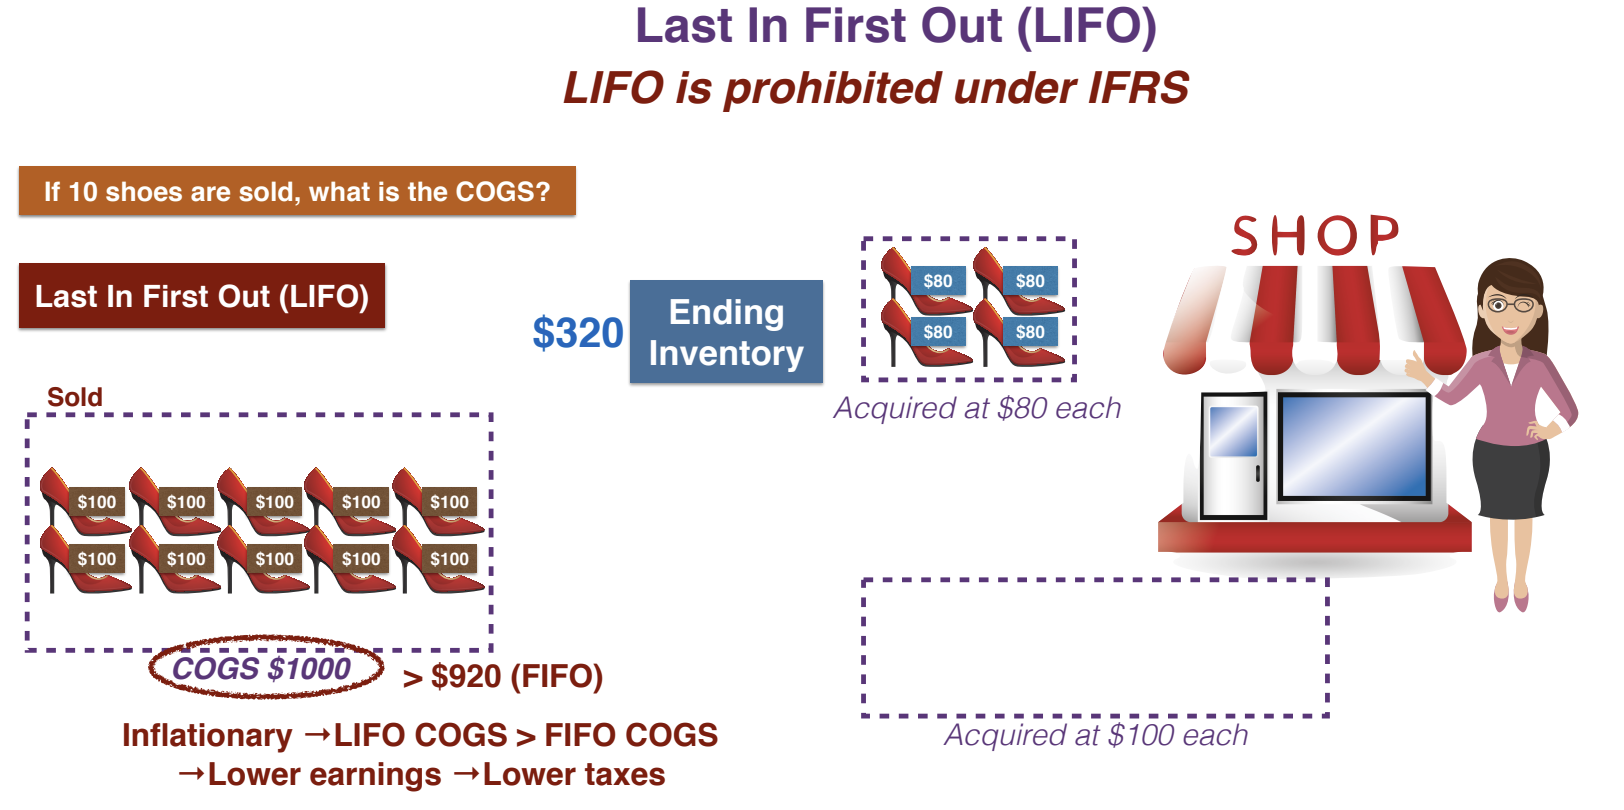 Last In First Out (LIFO)
LIFO is prohibited under IFRS
If 10 shoes are sold, what is the COGS?
Last In First Out (LIFO)
$320
Ending
Inventory
$80 $80
$80 $80
Acquired at $80 each
SHOP
Sold
$100 $100 $100 $100 $100
$100 $100 $100 $100 $100
COGS $1000
> $920 (FIFO)
Inflationary →LIFO COGS > FIFO COGS
→Lower earnings →Lower taxes
Acquired at $100 each